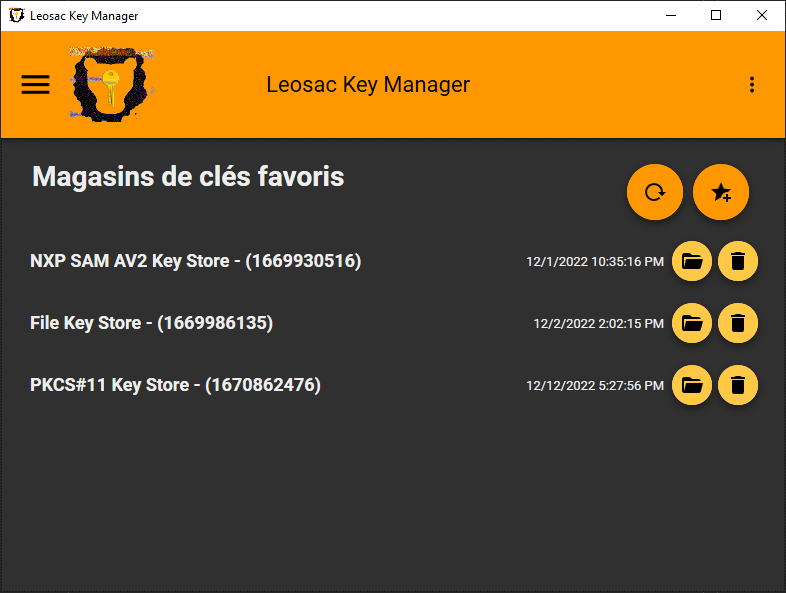 Leosac Key Manager
Leosac Key Manager
Magasins de clés favoris
NXP SAM AV2 Key Store - (1669930516) 12/1/2022 10:35:16 PM
File Key Store - (1669986135) 12/2/2022 2:02:15 PM
PKCS#11 Key Store - (1670862476) 12/12/2022 5:27:56 PM